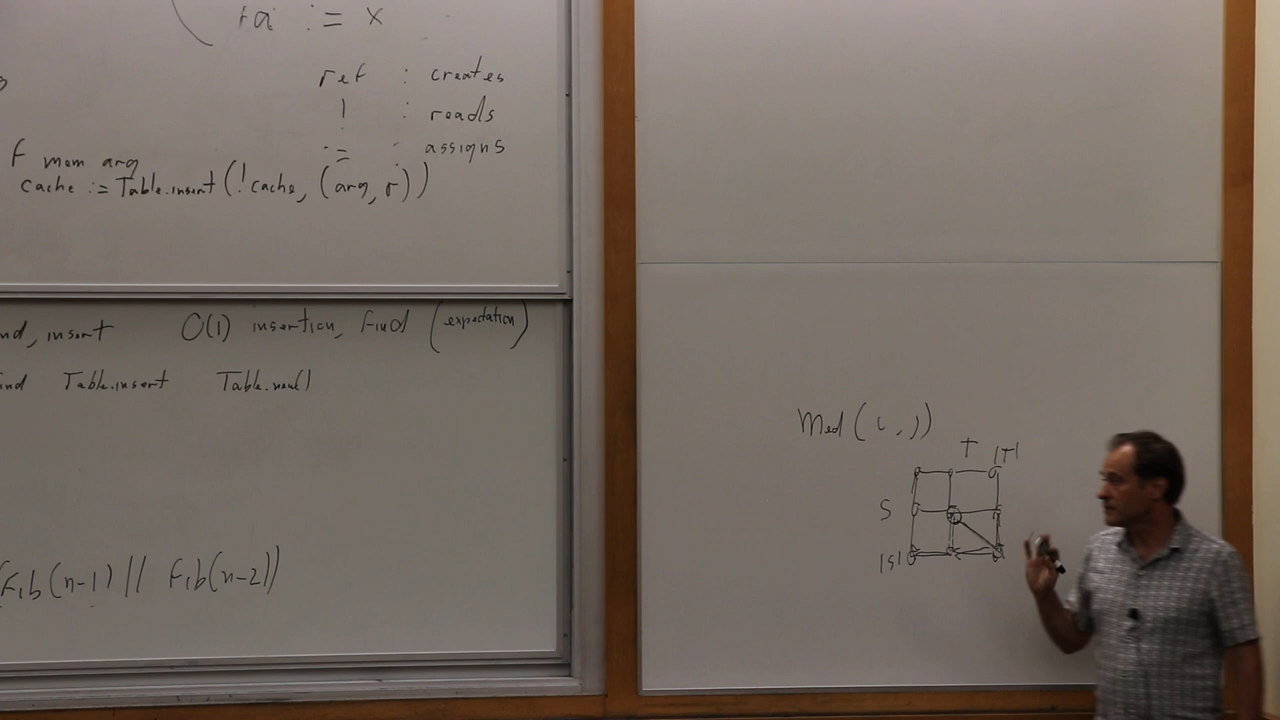 ra := x
ref : creates
! : reads
:= : assigns
f mem arg
cache := Table.insert(!cache, (arg, r))
nd, insert O(1) insertion, find (expectation)
ind Table.insert Table.null
Fib(n-1) || Fib(n-2))
Med(i, j)
T |T|
S
|S|